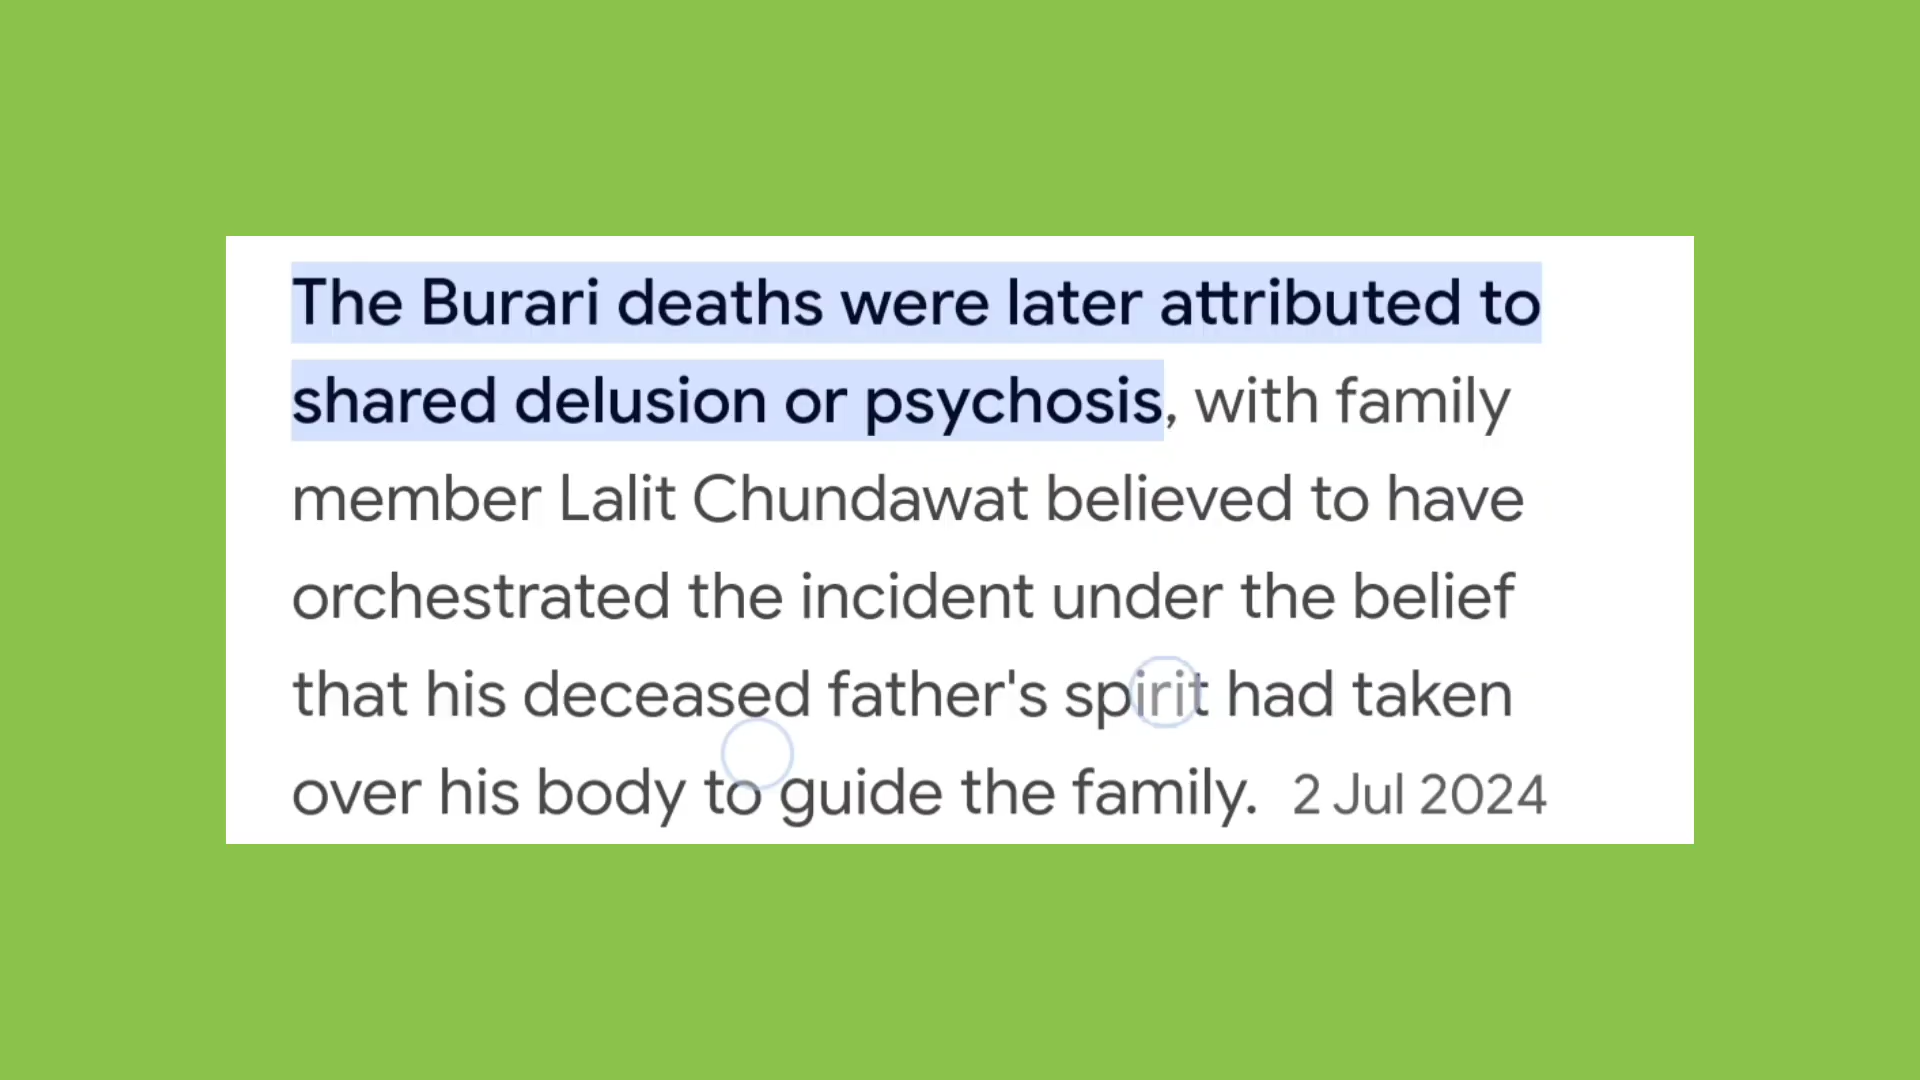 The Burari deaths were later attributed to
shared delusion or psychosis, with family
member Lalit Chundawat believed to have
orchestrated the incident under the belief
that his deceased father's spirit had taken
over his body to guide the family. 2 Jul 2024